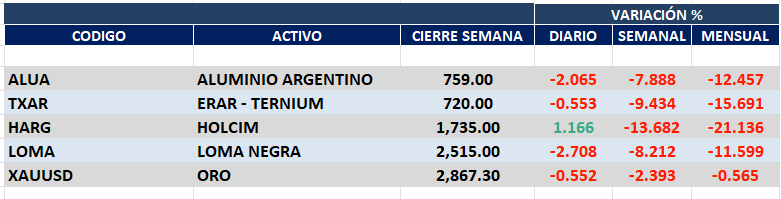 VARIACIÓN %
CODIGO ACTIVO CIERRE SEMANA DIARIO SEMANAL MENSUAL
ALUA ALUMINIO ARGENTINO 759.00 -2.065 -7.888 -12.457
TXAR ERAR - TERNIUM 720.00 -0.553 -9.434 -15.691
HARG HOLCIM 1,735.00 1.166 -13.682 -21.136
LOMA LOMA NEGRA 2,515.00 -2.708 -8.212 -11.599
XAUUSD ORO 2,867.30 -0.552 -2.393 -0.565